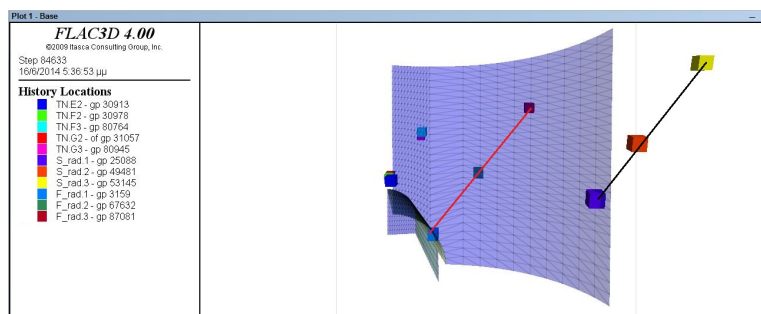 Plot 1 - Base
FLAC3D 4.00
©2009 Itasca Consulting Group, Inc.
Step 84633
16/6/2014 5:36:53 μμ
History Locations
TN.E2 - gp 30913
TN.F2 - gp 30978
TN.F3 - gp 80764
TN.G2 - of gp 31057
TN.G3 - gp 80945
S_rad.1 - gp 25088
S_rad.2 - gp 49481
S_rad.3 - gp 53145
F_rad.1 - gp 3159
F_rad.2 - gp 67632
F_rad.3 - gp 87081